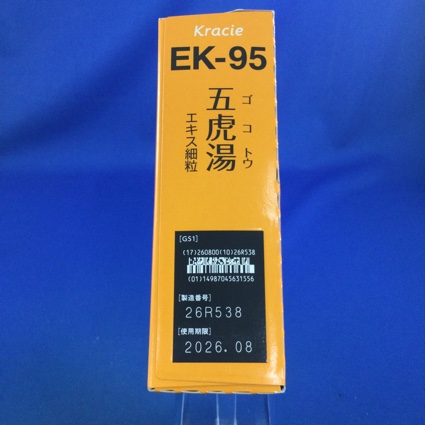 Kracie
EK-95
五虎湯
ゴコトウ
エキス細粒
[GS1]
(17)260800(10)26R538
(01)14987045631556
[製造番号]
26R538
[使用期限]
2026.08